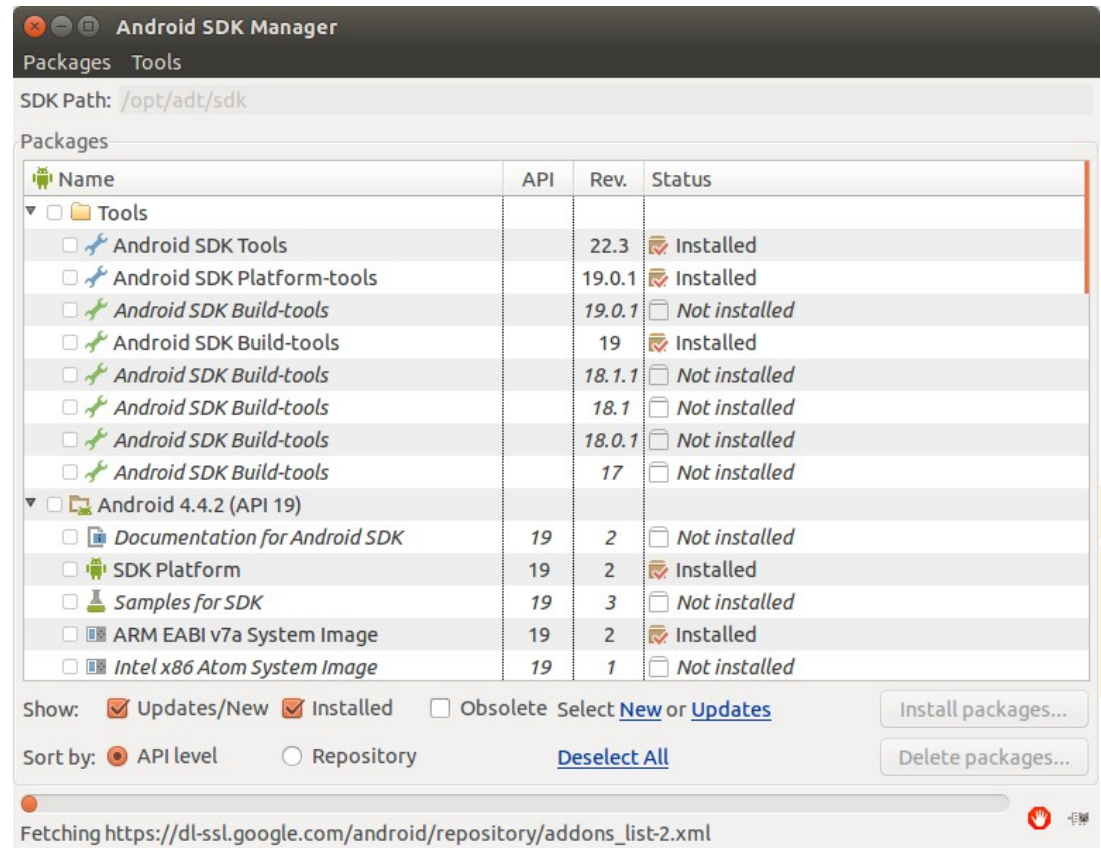 Android SDK Manager
Packages Tools
SDK Path: /opt/adt/sdk
Packages
Name API Rev. Status
Tools
Android SDK Tools 22.3 Installed
Android SDK Platform-tools 19.0.1 Installed
Android SDK Build-tools 19.0.1 Not installed
Android SDK Build-tools 19 Installed
Android SDK Build-tools 18.1.1 Not installed
Android SDK Build-tools 18.1 Not installed
Android SDK Build-tools 18.0.1 Not installed
Android SDK Build-tools 17 Not installed
Android 4.4.2 (API 19)
Documentation for Android SDK 19 2 Not installed
SDK Platform 19 2 Installed
Samples for SDK 19 3 Not installed
ARM EABI v7a System Image 19 2 Installed
Intel x86 Atom System Image 19 1 Not installed
Show: Updates/New Installed Obsolete Select New or Updates Install packages...
Sort by: API level Repository Deselect All Delete packages...
Fetching https://dl-ssl.google.com/android/repository/addons_list-2.xml